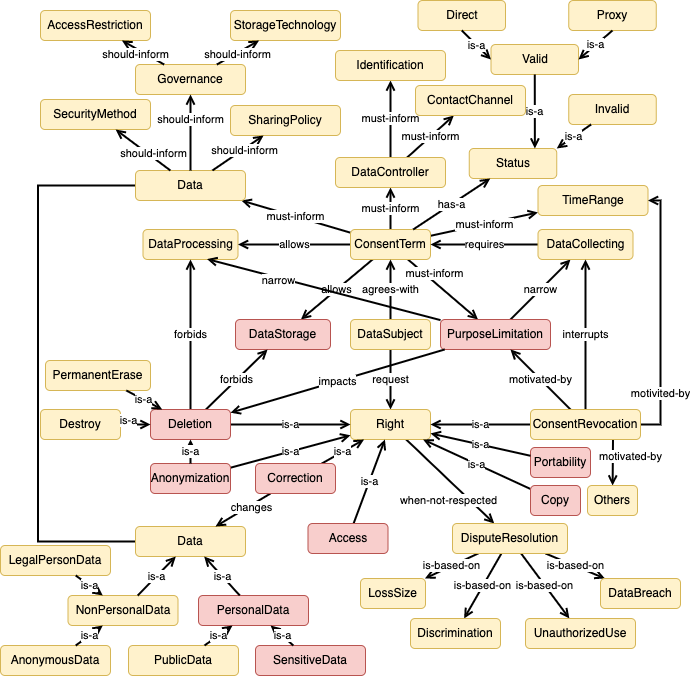 Direct
Proxy
AccessRestriction
StorageTechnology
is-a
is-a
should-inform
should-inform
Valid
Identification
Governance
ContactChannel
is-a
Invalid
SecurityMethod
should-inform
SharingPolicy
must-inform
must-inform
is-a
should-inform
should-inform
Status
DataController
Data
TimeRange
must-inform
has-a
must-inform
must-inform
DataProcessing
allows
ConsentTerm
requires
DataCollecting
must-inform
narrow
allows
agrees-with
narrow
forbids
DataStorage
DataSubject
PurposeLimitation
interrupts
PermanentErase
forbids
impacts
request
motivated-by
motivited-by
is-a
Destroy
is-a
Deletion
is-a
Right
is-a
ConsentRevocation
is-a
is-a
is-a
is-a
motivated-by
Anonymization
Correction
is-a
is-a
Portability
changes
when-not-respected
Copy
Others
Data
Access
DisputeResolution
LegalPersonData
is-a
is-a
is-a
is-based-on
is-based-on
is-based-on
is-based-on
LossSize
DataBreach
NonPersonalData
PersonalData
is-a
is-a
is-a
Discrimination
UnauthorizedUse
AnonymousData
PublicData
SensitiveData